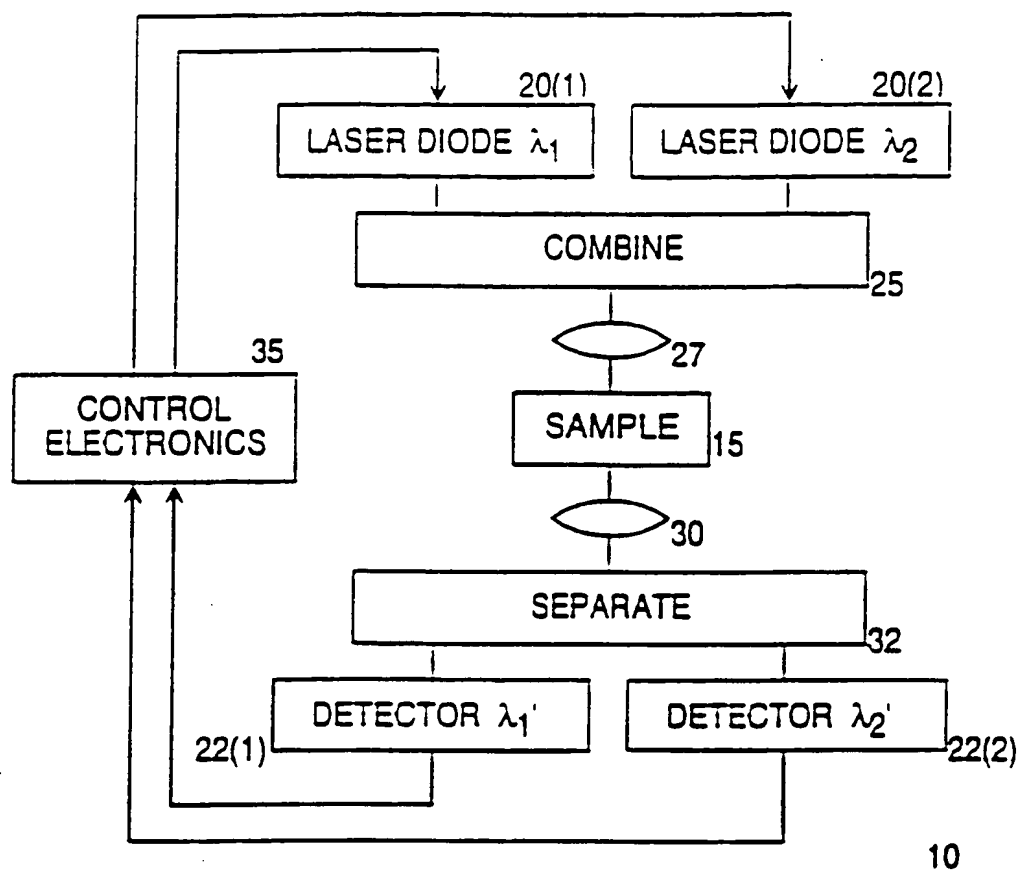 20(1)
20(2)
LASER DIODE λ1
LASER DIODE λ2
COMBINE
25
27
35
CONTROL
ELECTRONICS
SAMPLE
15
30
SEPARATE
32
DETECTOR λ1'
DETECTOR λ2'
22(1)
22(2)
10